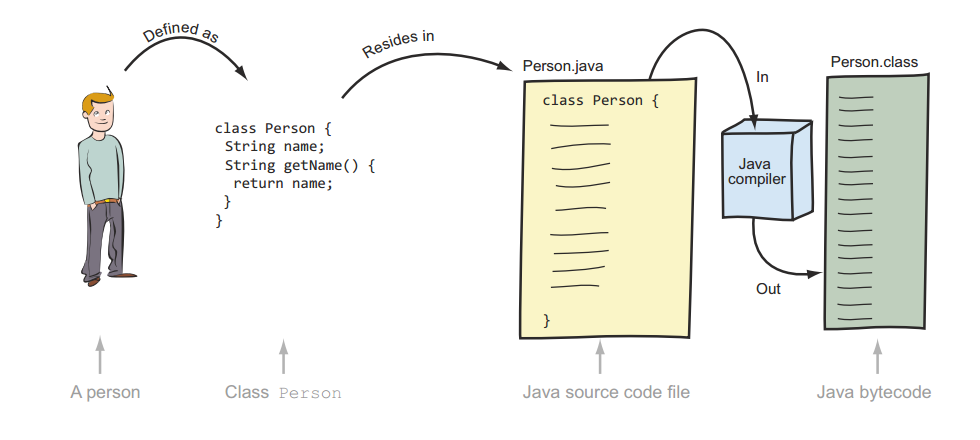 Defined as
Resides in
Person.java
In
Person.class
class Person {
String name;
String getName() {
return name;
}
}
class Person {
}
Java
compiler
Out
A person
Class Person
Java source code file
Java bytecode